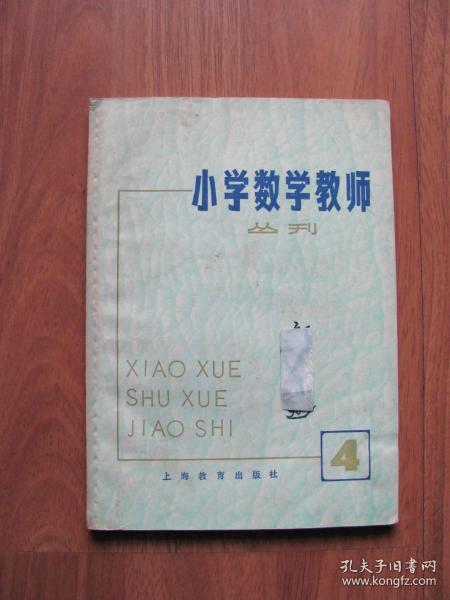 小学数学教师
丛刊
XIAO XUE
SHU XUE
JIAO SHI
4
上海教育出版社
孔夫子旧书网
www.kongfz.com